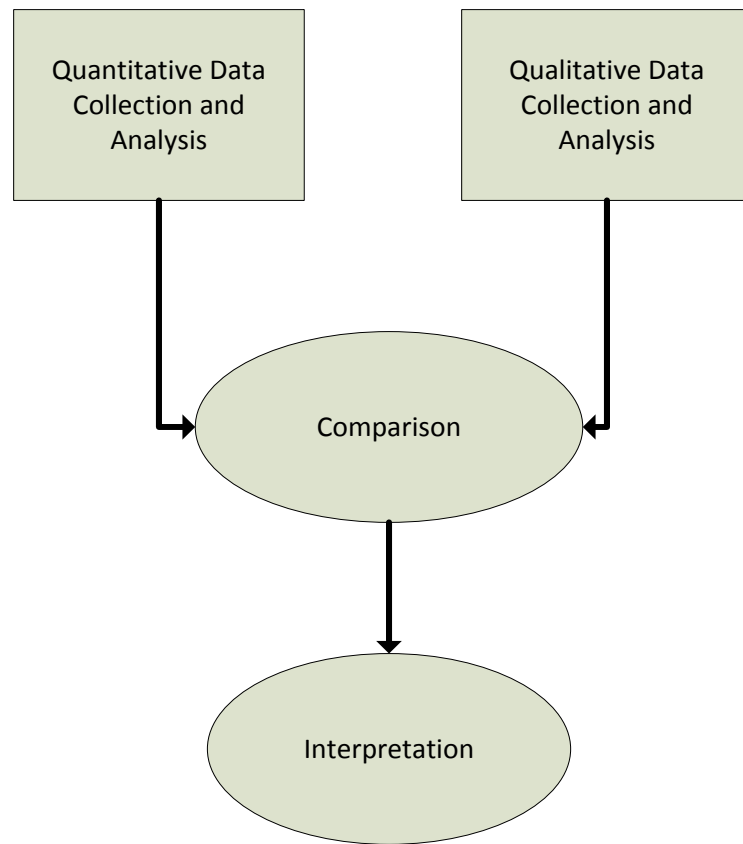 Quantitative Data
Collection and
Analysis
Qualitative Data
Collection and
Analysis
Comparison
Interpretation